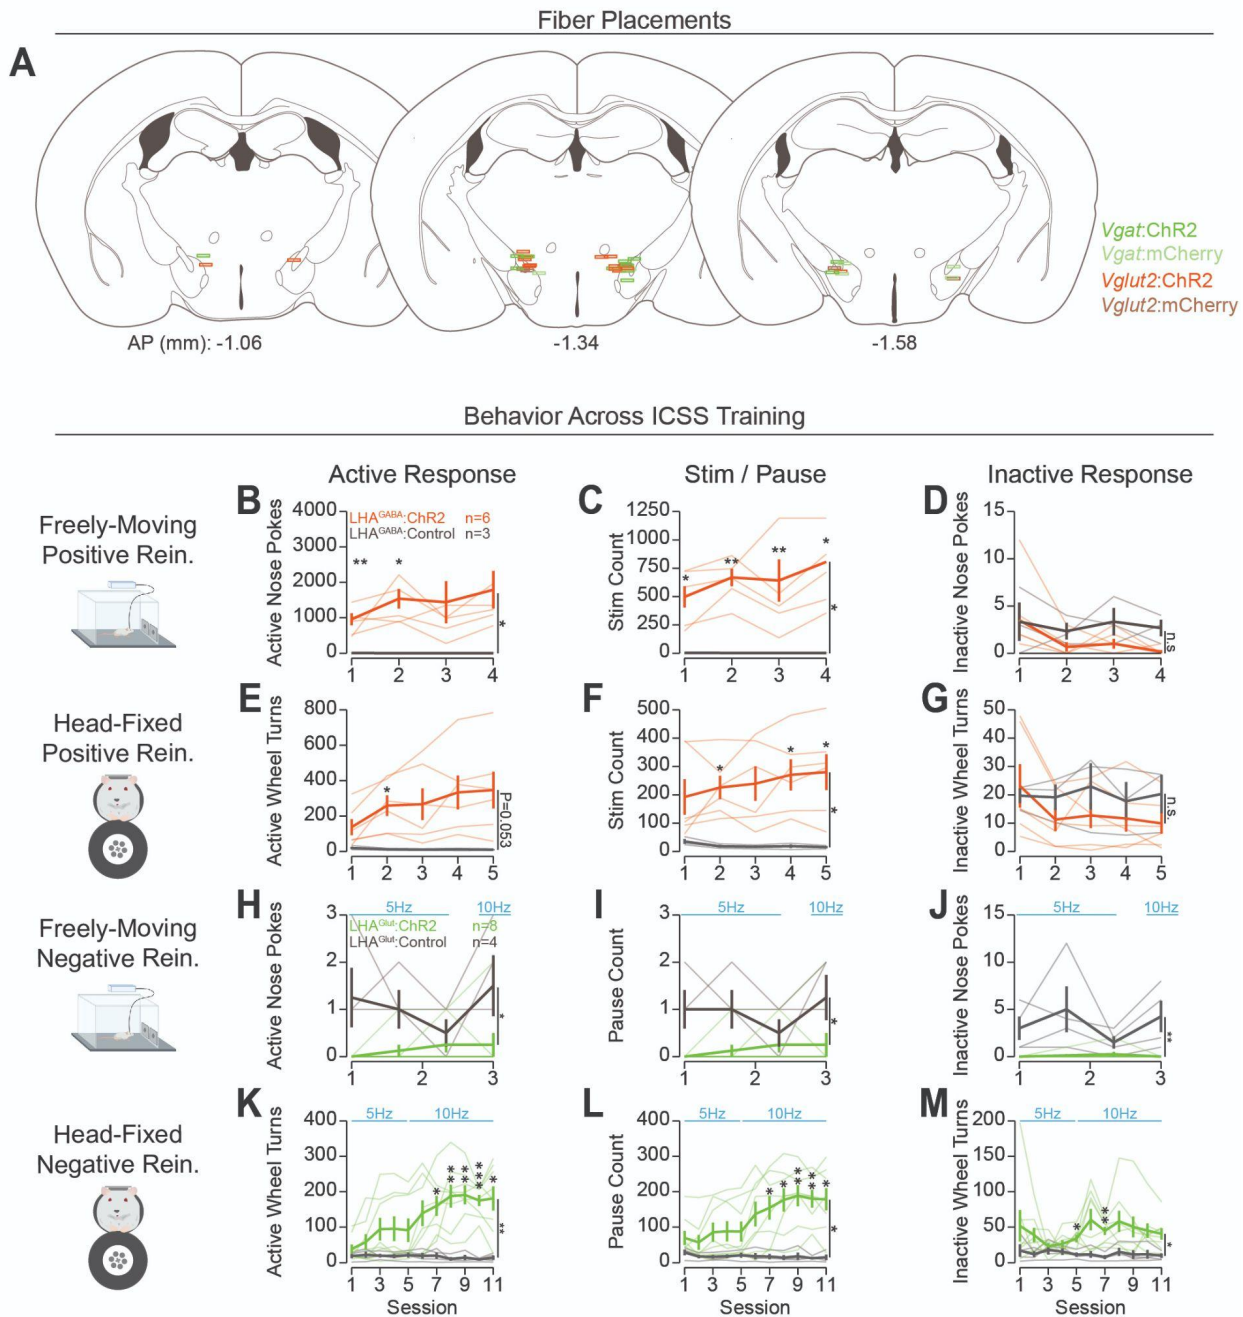 Fiber Placements
A
Vgat:ChR2
Vgat:mCherry
Vglut2:ChR2
Vglut2:mCherry
AP (mm): -1.06
-1.34
-1.58
Behavior Across ICSS Training
Active Response
Stim / Pause
Inactive Response
Freely-Moving
Positive Rein.
B
Active Nose Pokes
4000
3000
2000
1000
0
LHAGABA:ChR2 n=6
LHAGABA:Control n=3
** *
*
1 2 3 4
C
Stim Count
1250
1000
750
500
250
0
* ** ** *
*
1 2 3 4
D
Inactive Nose Pokes
15
10
5
0
n.s
1 2 3 4
Head-Fixed
Positive Rein.
E
Active Wheel Turns
800
600
400
200
0
*
P=0.053
1 2 3 4 5
F
Stim Count
500
400
300
200
100
0
* * *
*
1 2 3 4 5
G
Inactive Wheel Turns
50
40
30
20
10
0
n.s.
1 2 3 4 5
Freely-Moving
Negative Rein.
H
Active Nose Pokes
5Hz 10Hz
3
2
1
0
LHAGlut:ChR2 n=8
LHAGlut:Control n=4
*
1 2 3
I
Pause Count
5Hz 10Hz
3
2
1
0
*
1 2 3
J
Inactive Nose Pokes
5Hz 10Hz
15
10
5
0
**
1 2 3
Head-Fixed
Negative Rein.
K
Active Wheel Turns
5Hz 10Hz
400
300
200
100
0
* ** ** *** *
**
1 3 5 7 9 11
Session
L
Pause Count
5Hz 10Hz
400
300
200
100
0
* * ** ** *
*
1 3 5 7 9 11
Session
M
Inactive Wheel Turns
5Hz 10Hz
200
150
100
50
0
* **
*
1 3 5 7 9 11
Session